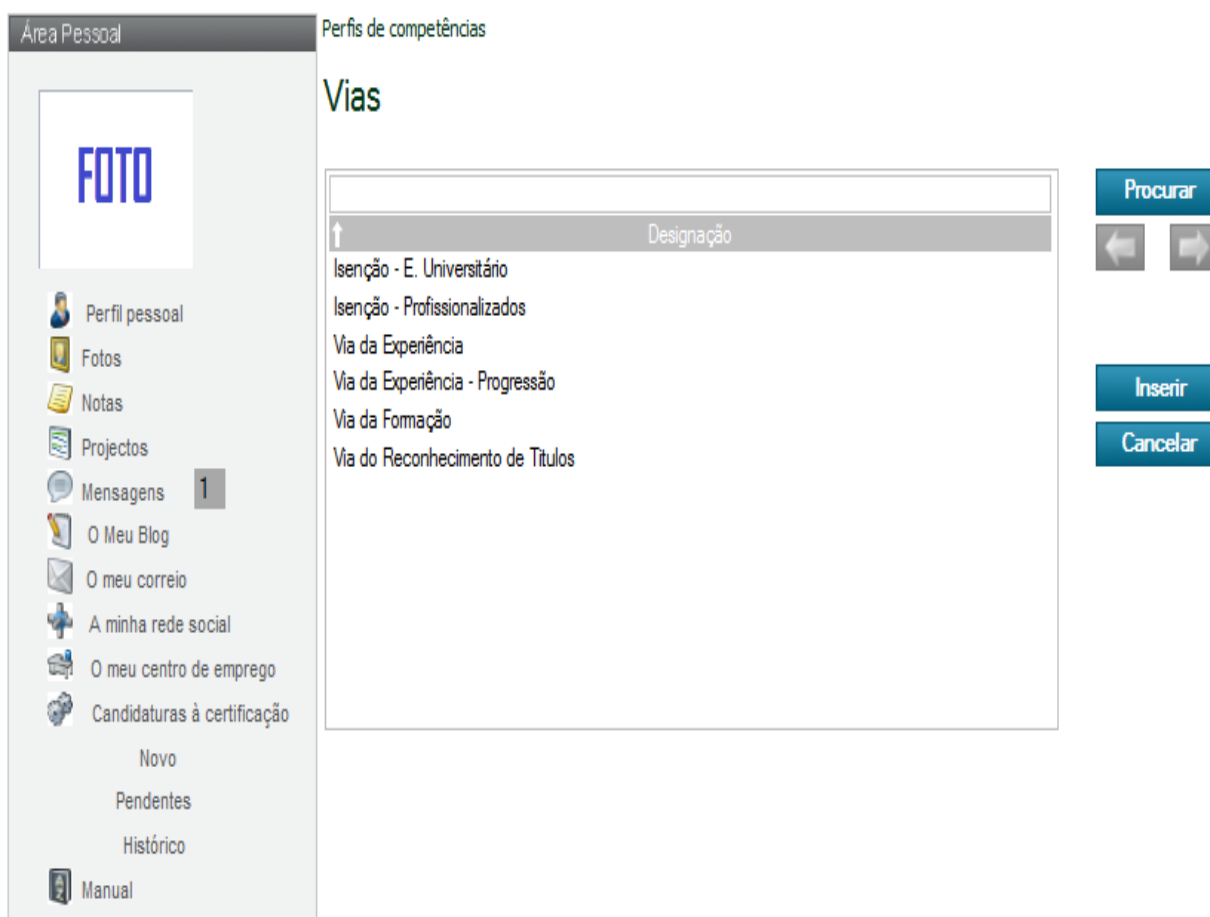 Área Pessoal
FOTO
Perfil pessoal
Fotos
Notas
Projectos
Mensagens 1
O Meu Blog
O meu correio
A minha rede social
O meu centro de emprego
Candidaturas à certificação
Novo
Pendentes
Histórico
Manual
Perfis de competências
Vias
Designação
Isenção - E. Universitário
Isenção - Profissionalizados
Via da Experiência
Via da Experiência - Progressão
Via da Formação
Via do Reconhecimento de Titulos
Procurar
Inserir
Cancelar